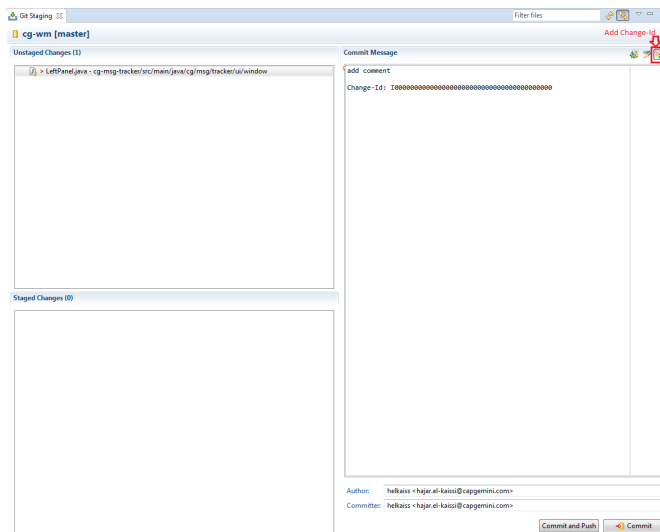 Git Staging
Filter files
cg-wm [master]
Add Change-Id
Unstaged Changes (1)
Commit Message
> LeftPanel.java - cg-msg-tracker/src/main/java/cg/msg/tracker/ui/window
add comment
Change-Id: I0000000000000000000000000000000000000000
Staged Changes (0)
Author: helkaiss <hajar.el-kaissi@capgemini.com>
Committer: helkaiss <hajar.el-kaissi@capgemini.com>
Commit and Push
Commit